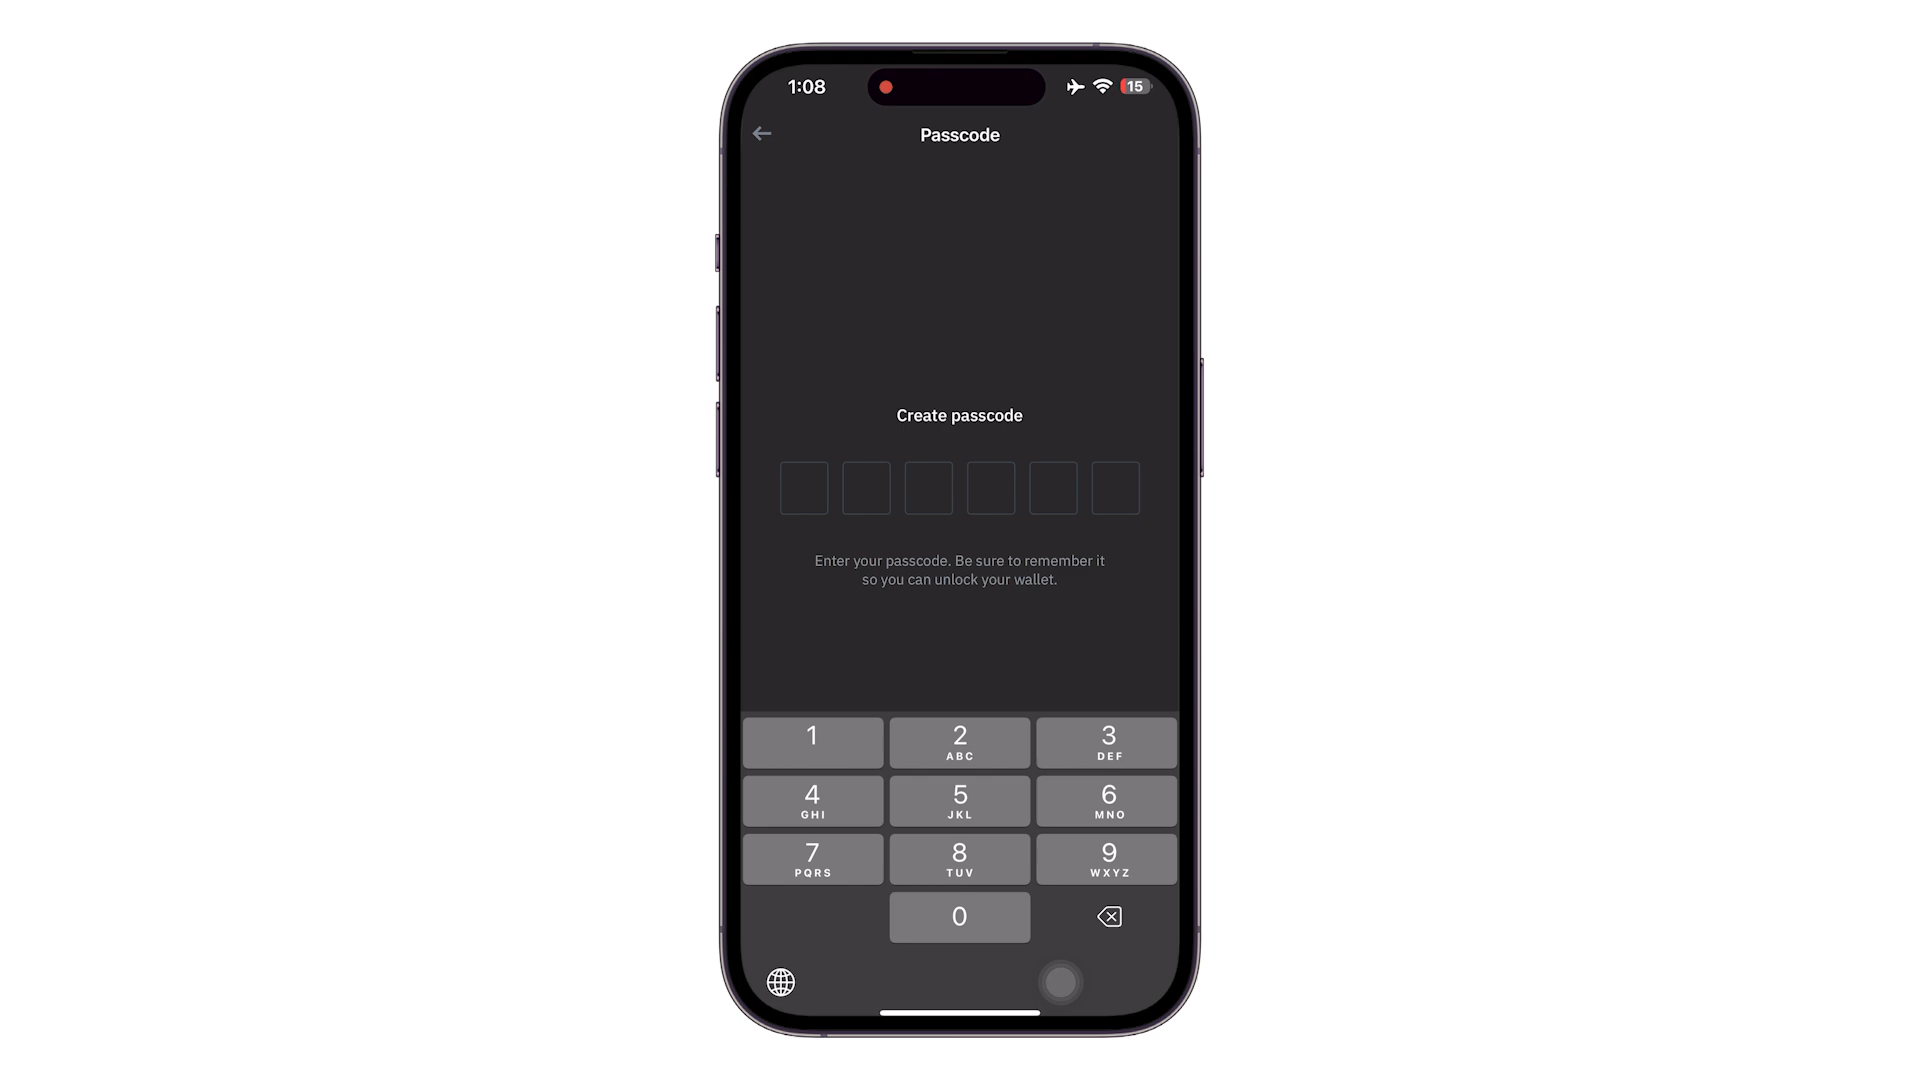 1:08
15
Passcode
Create passcode
Enter your passcode. Be sure to remember it
so you can unlock your wallet.
1 2 3
ABC DEF
4 5 6
GHI JKL MNO
7 8 9
PQRS TUV WXYZ
0